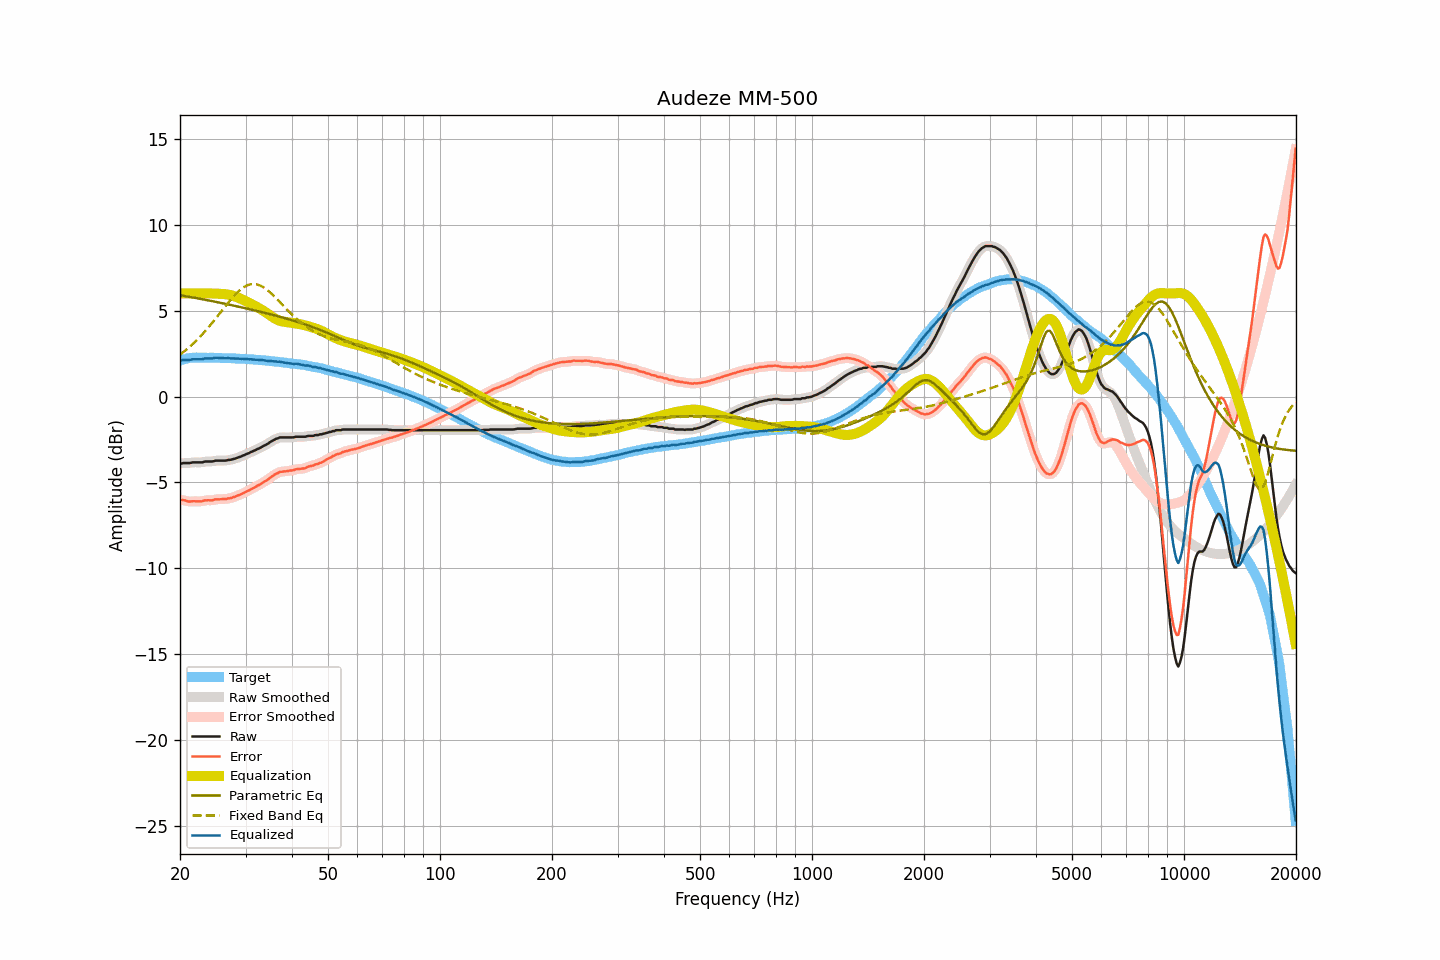 Audeze MM-500
15
10
5
0
−5
−10
−15
−20
−25
Amplitude (dBr)
Target
Raw Smoothed
Error Smoothed
Raw
Error
Equalization
Parametric Eq
Fixed Band Eq
Equalized
20 50 100 200 500 1000 2000 5000 10000 20000
Frequency (Hz)